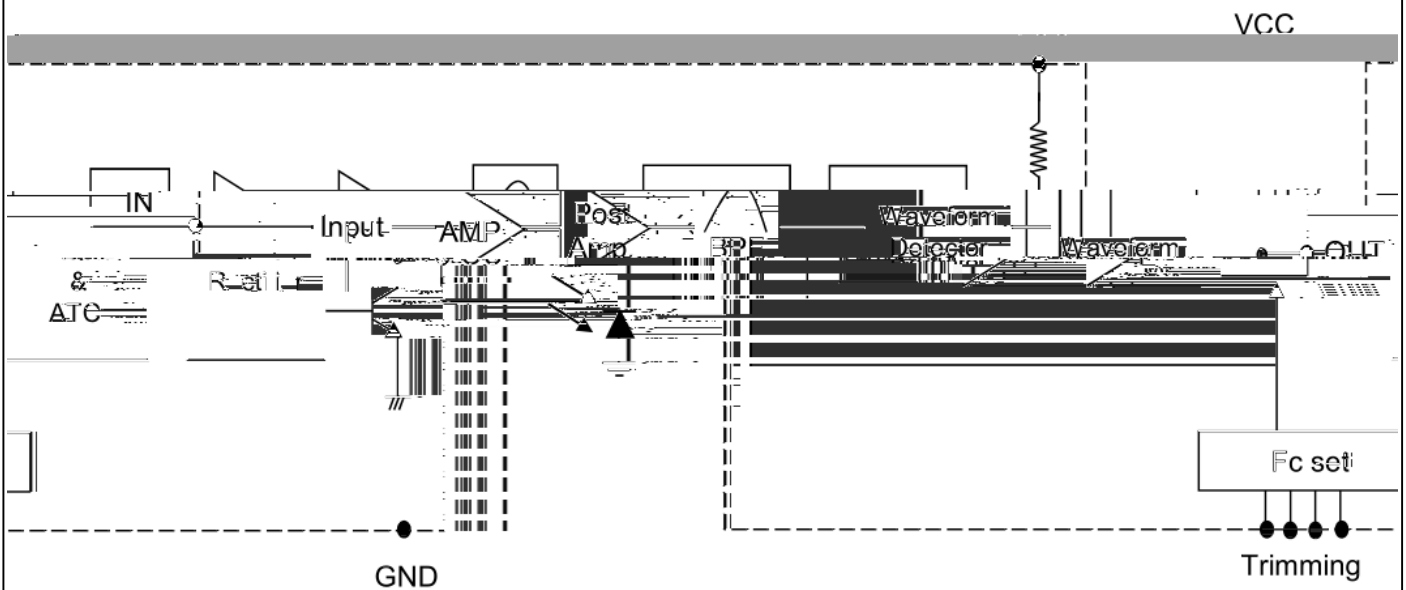 VCC
IN
Input
AMP
Post
Amp
Waveform
Detector
Waveform
OUT
&
ATC
Fc set
GND
Trimming